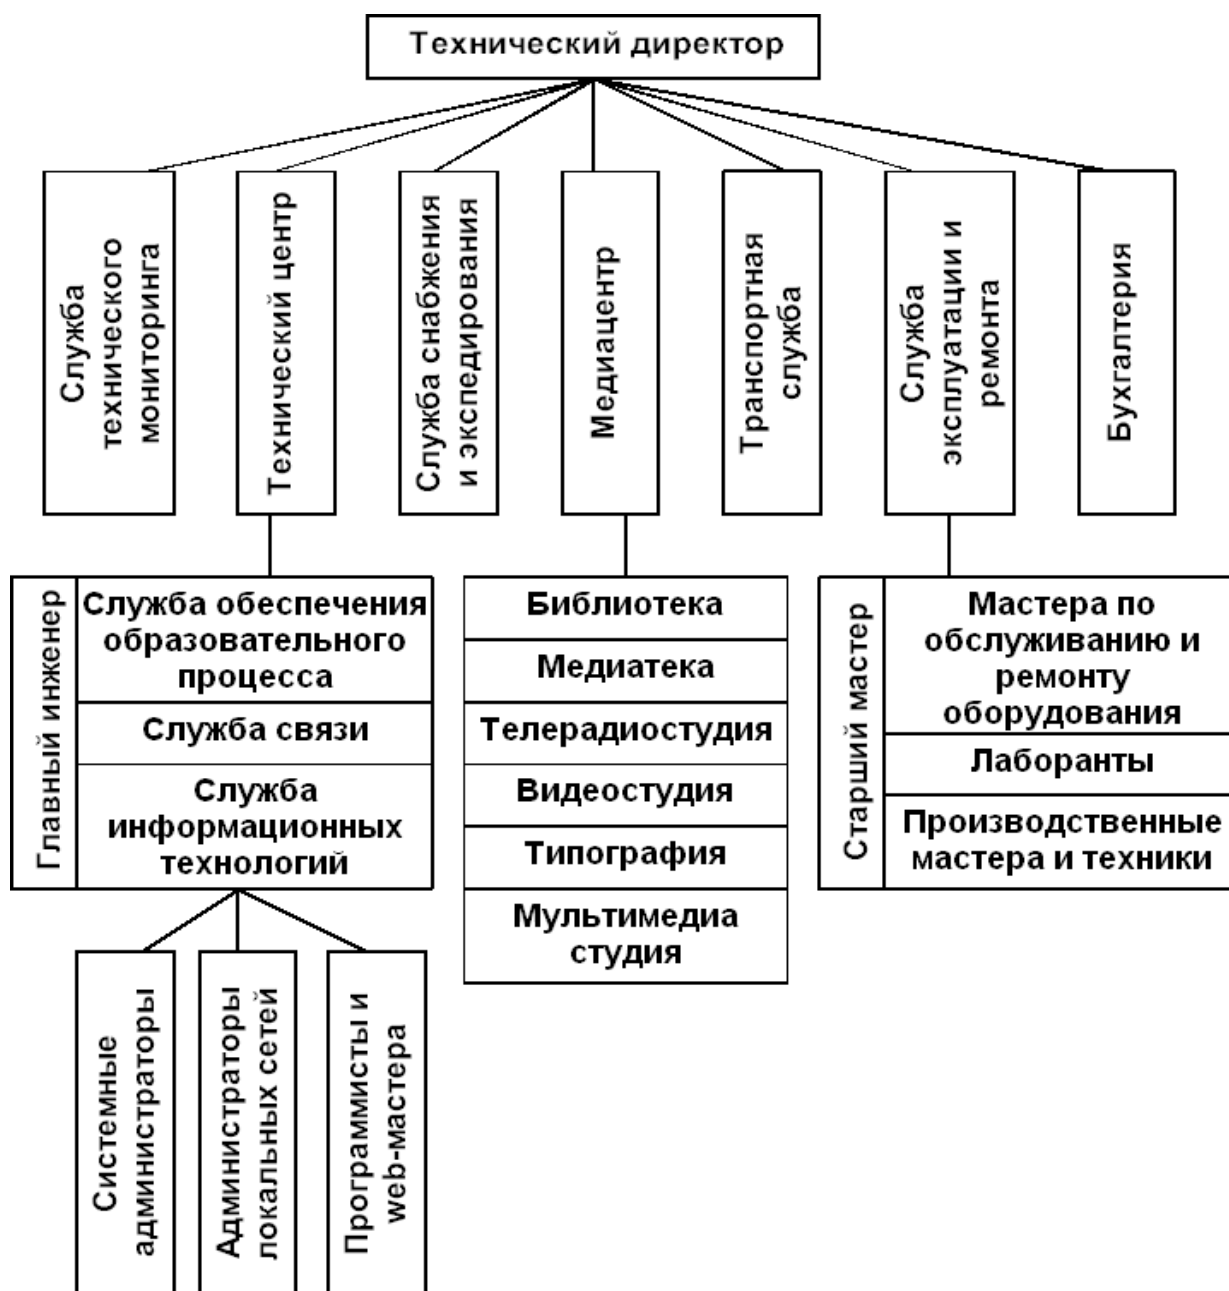 Технический директор
Служба
технического
мониторинга
Технический центр
Служба снабжения
и экспедирования
Медиацентр
Транспортная
служба
Служба
эксплуатации и
ремонта
Бухгалтерия
Главный инженер
Служба обеспечения
образовательного
процесса
Служба связи
Служба
информационных
технологий
Библиотека
Медиатека
Телерадиостудия
Видеостудия
Типография
Мультимедиа
студия
Старший мастер
Мастера по
обслуживанию и
ремонту
оборудования
Лаборанты
Производственные
мастера и техники
Системные
администраторы
Администраторы
локальных сетей
Программисты и
web-мастера